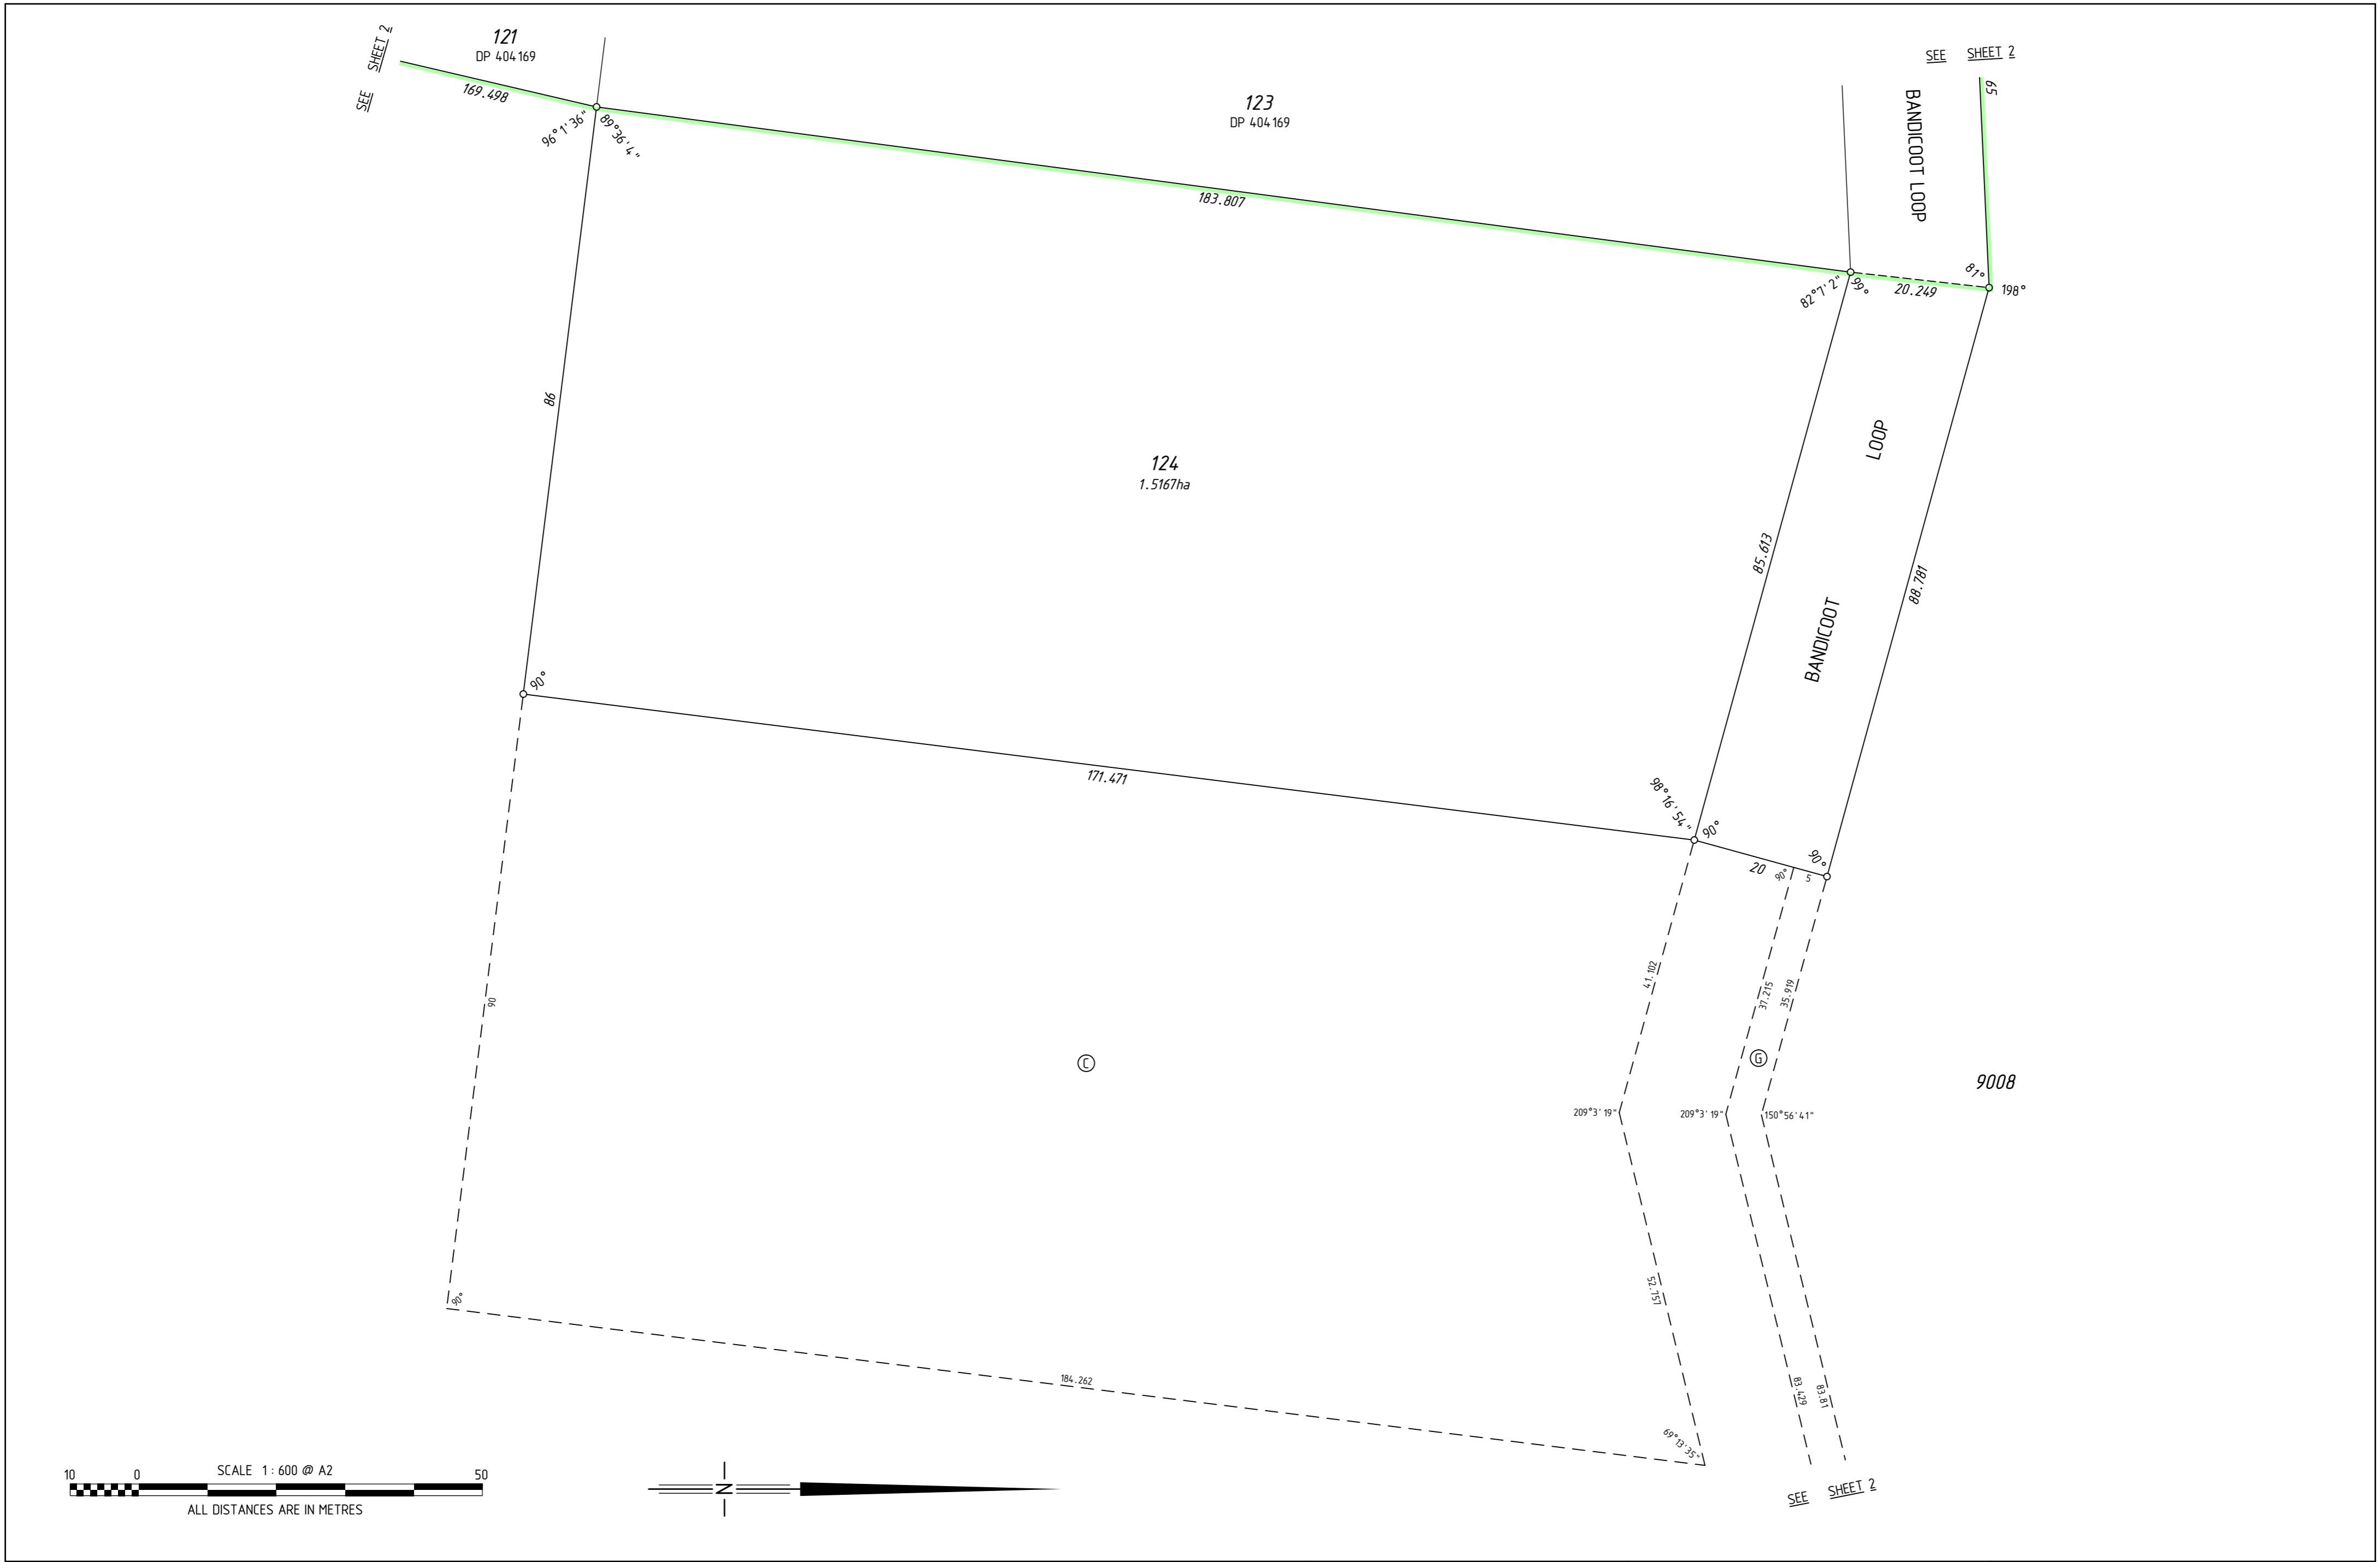 SEE SHEET 2
121
DP 404169
169.498
96°1'36"
89°36'4"
123
DP 404169
183.807
SEE SHEET 2
BANDICOOT LOOP
65
81°
198°
82°7'2"
99°
20.249
86
124
1.5167ha
LOOP
BANDICOOT
85.613
88.781
90°
171.471
98°16'54"
90°
90°
20
90°
5
41.102
37.215
35.919
90
C
G
9008
209°3'19"
209°3'19"
150°56'41"
52.757
90°
184.262
69°13'35"
83.429
83.81
SEE SHEET 2
10 0 SCALE 1 : 600 @ A2 50
ALL DISTANCES ARE IN METRES
N